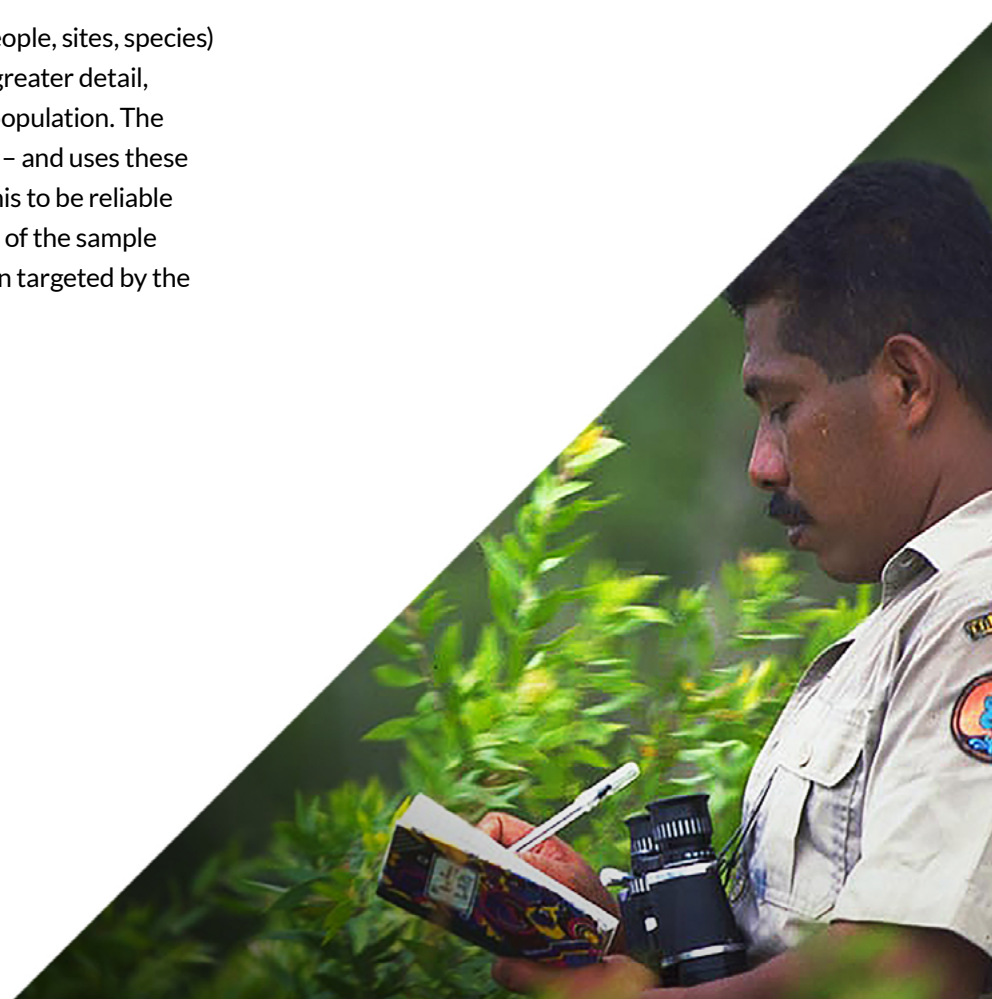 eople, sites, species)
greater detail,
opulation. The
– and uses these
his to be reliable
of the sample
n targeted by the